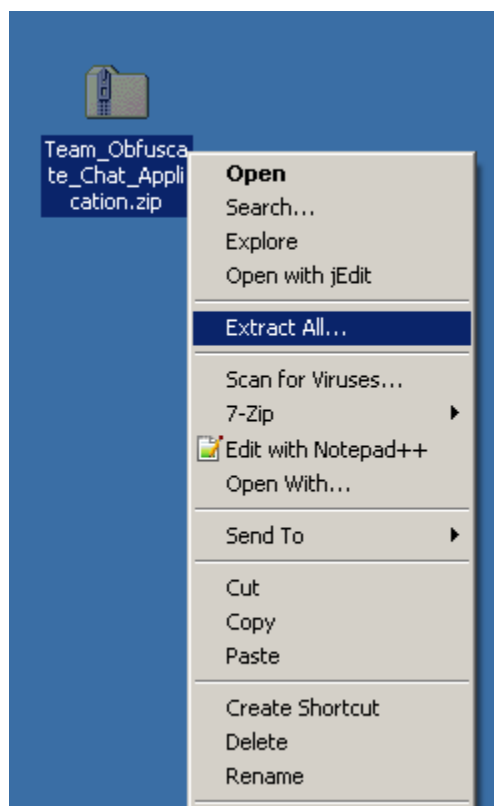 Team_Obfusca
te_Chat_Appli
cation.zip
Open
Search...
Explore
Open with jEdit
Extract All...
Scan for Viruses...
7-Zip
Edit with Notepad++
Open With...
Send To
Cut
Copy
Paste
Create Shortcut
Delete
Rename